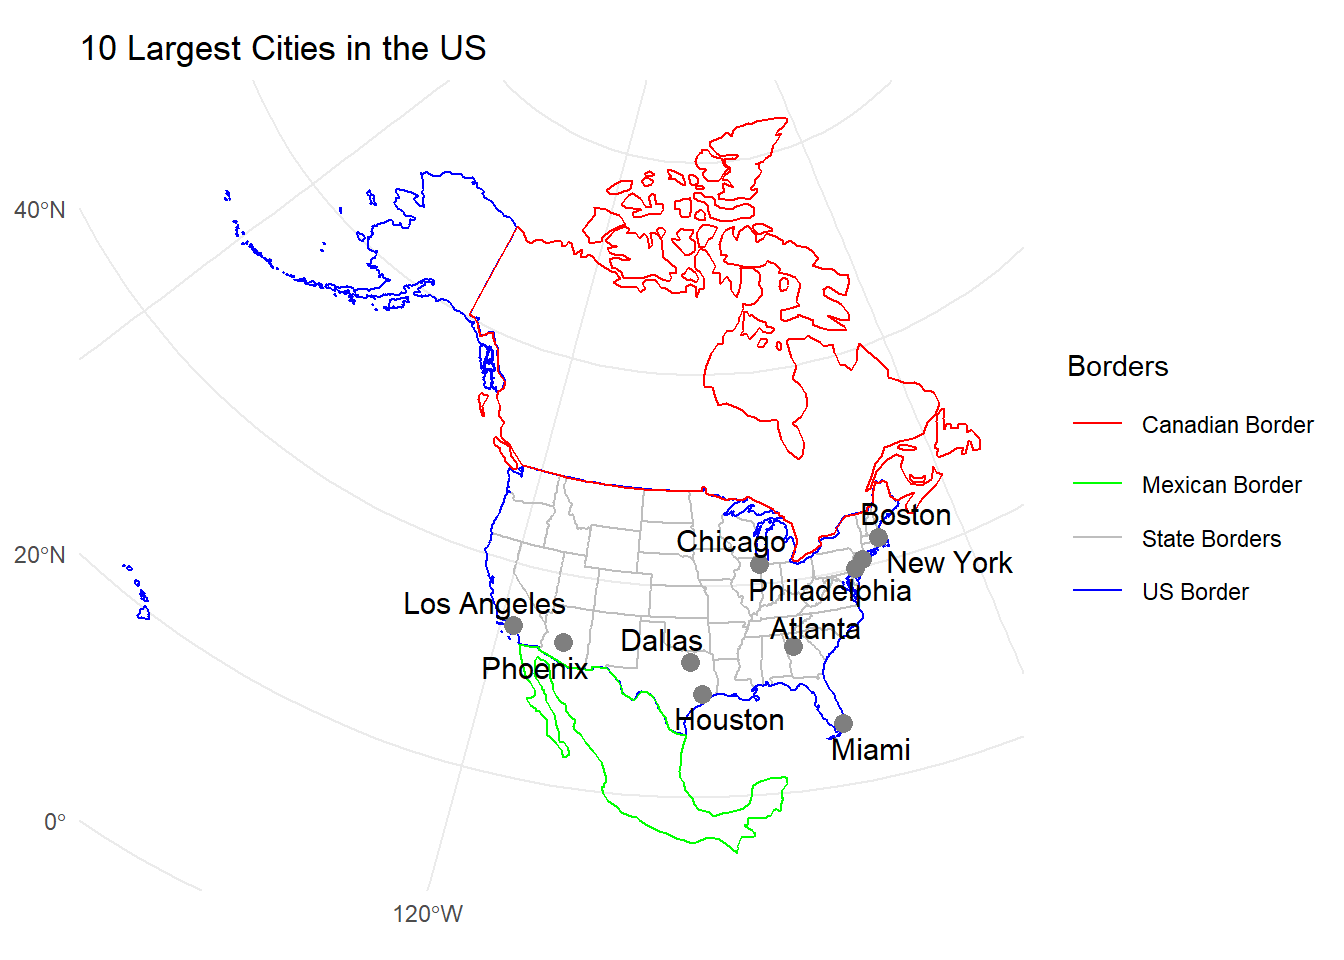 10 Largest Cities in the US
40°N
20°N
0°
120°W
Boston
Chicago
New York
Philadelphia
Los Angeles
Atlanta
Dallas
Phoenix
Houston
Miami
Borders
Canadian Border
Mexican Border
State Borders
US Border